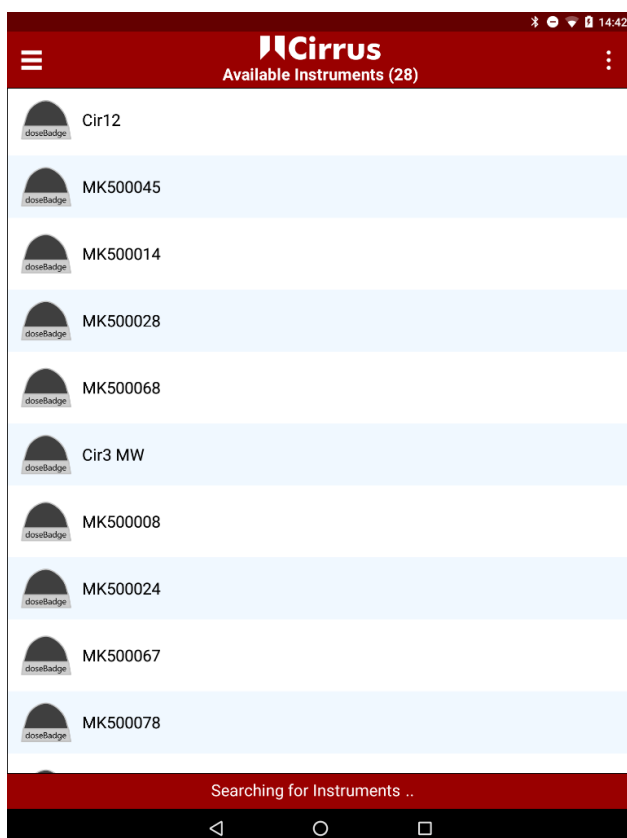 14:42
Cirrus
Available Instruments (28)
doseBadge
Cir12
doseBadge
MK500045
doseBadge
MK500014
doseBadge
MK500028
doseBadge
MK500068
doseBadge
Cir3 MW
doseBadge
MK500008
doseBadge
MK500024
doseBadge
MK500067
doseBadge
MK500078
Searching for Instruments ..